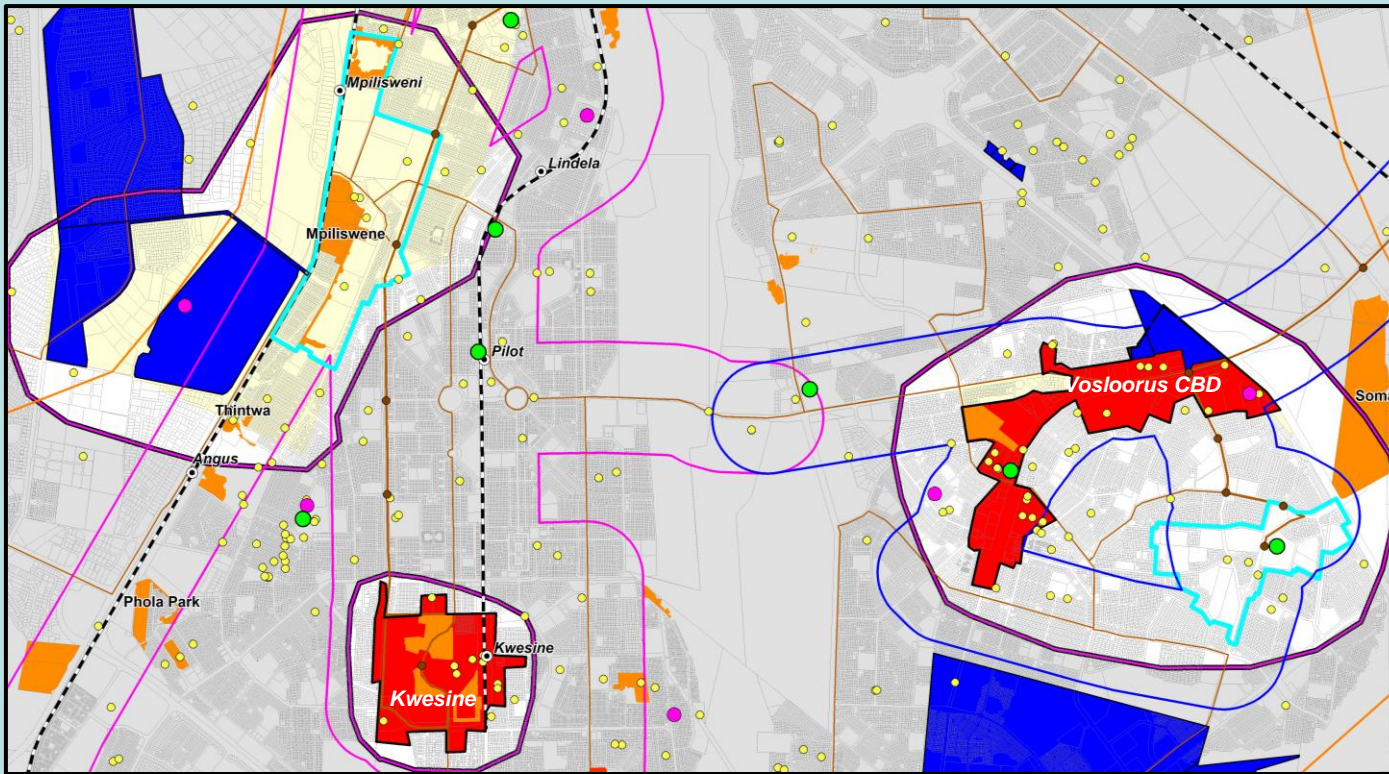 Mpilisweni
Lindela
Mpiliswene
Pilot
Vosloorus CBD
Soma
Thintwa
Angus
Phola Park
Kwesine
Kwesine